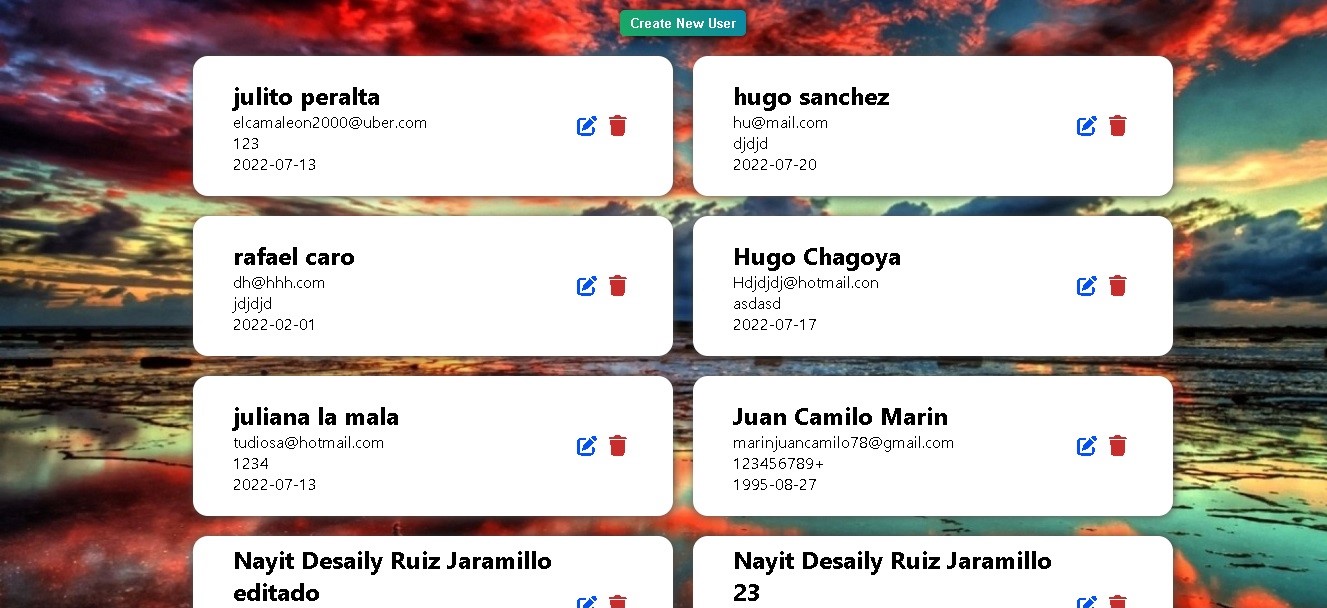 Create New User
julito peralta
elcamaleon2000@uber.com
123
2022-07-13
hugo sanchez
hu@mail.com
djdjd
2022-07-20
rafael caro
dh@hhh.com
jdjdjd
2022-02-01
Hugo Chagoya
Hdjdjdj@hotmail.con
asdasd
2022-07-17
juliana la mala
tudiosa@hotmail.com
1234
2022-07-13
Juan Camilo Marin
marinjuancamilo78@gmail.com
123456789+
1995-08-27
Nayit Desaily Ruiz Jaramillo
editado
Nayit Desaily Ruiz Jaramillo
23